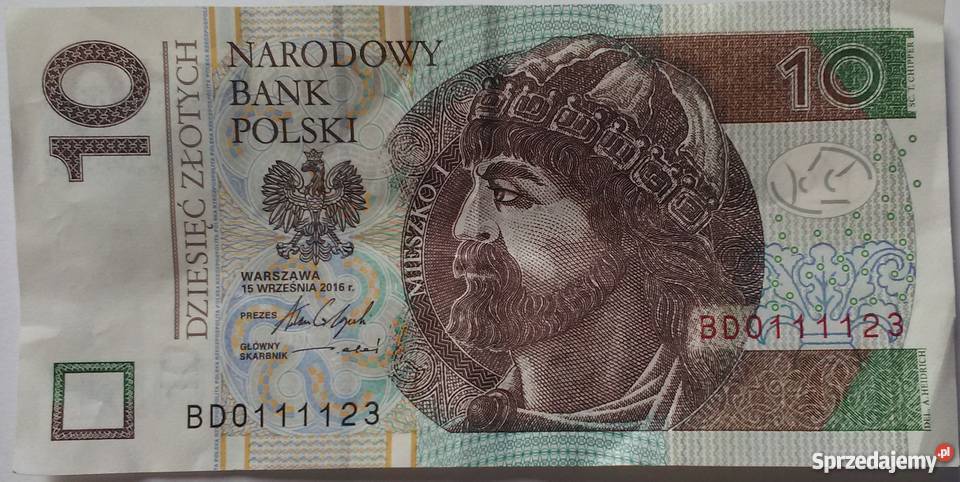 10
DZIESIĘĆ ZŁOTYCH
NARODOWY
BANK
POLSKI
WARSZAWA
15 WRZEŚNIA 2016 r.
PREZES
GŁÓWNY
SKARBNIK
BD0111123
MIESZKO I
10
SC. T. CHIPPER
BD0111123
DEL. A. HEIDRICH
Sprzedajemy.pl